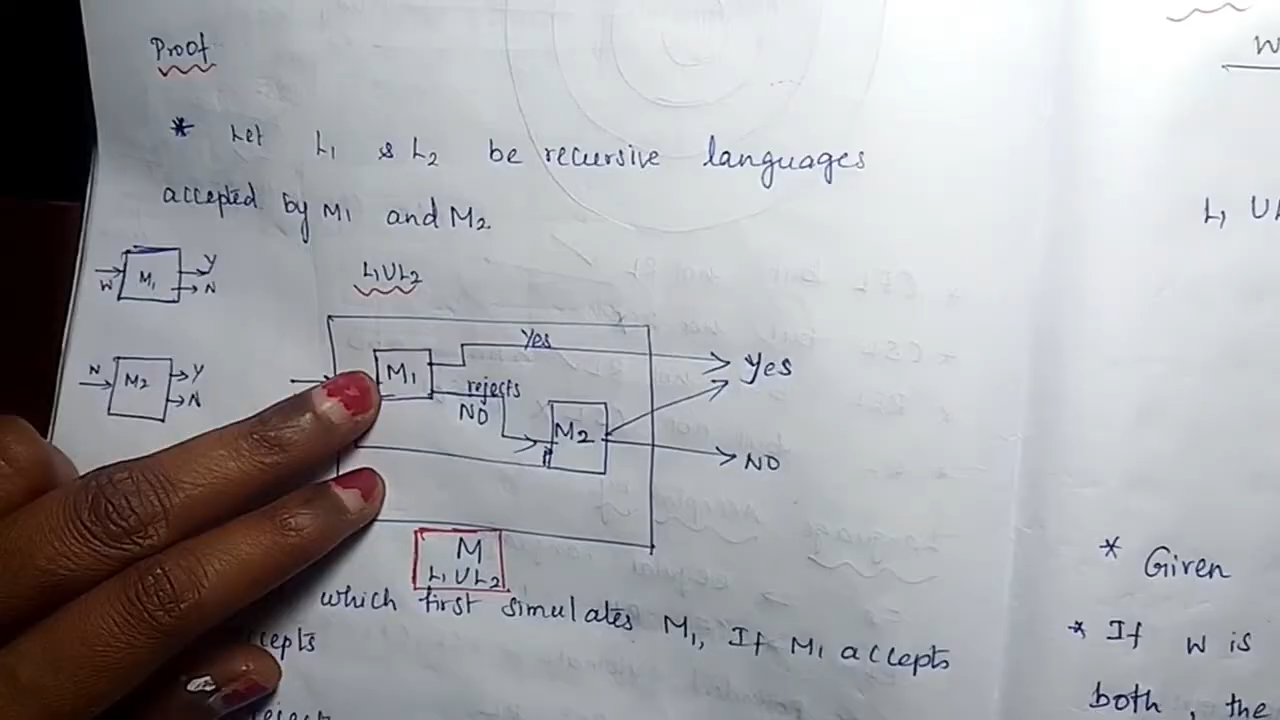 Proof
* Let L1 & L2 be recursive languages
accepted by M1 and M2
M1
W
Y
N
N
M2
Y
N
L1UL2
M1
Yes
rejects
NO
M2
Yes
NO
M
L1UL2
which first simulates M1, If M1 accepts
W
L1 U
* Given
* If w is
both, the